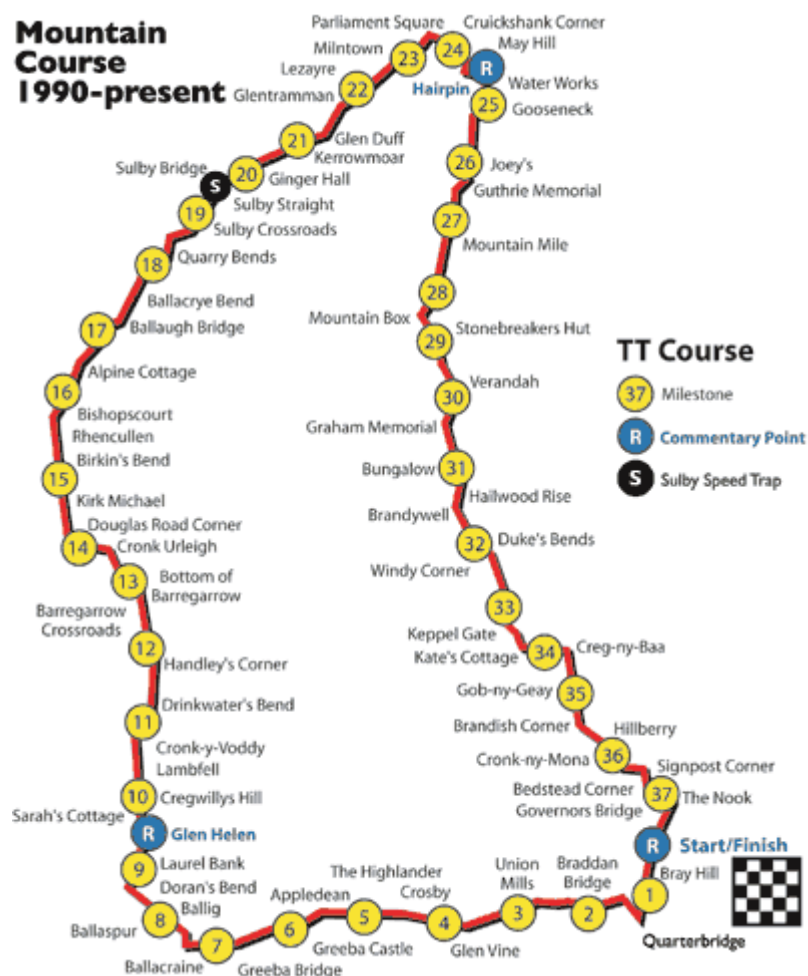 Mountain
Course
1990-present
Parliament Square
Cruickshank Corner
May Hill
Milntown
24
R
23
Lezayre
Hairpin
Water Works
22
Glentramman
25
Gooseneck
21
Glen Duff
Kerrowmoar
26
Joey's
Sulby Bridge
20
Ginger Hall
S
Guthrie Memorial
Sulby Straight
19
27
Sulby Crossroads
Mountain Mile
Quarry Bends
18
28
Ballacrye Bend
Mountain Box
17
Ballaugh Bridge
Stonebreakers Hut
29
TT Course
Alpine Cottage
Verandah
37
Milestone
16
30
Bishopscourt
Graham Memorial
R
Commentary Point
Rhencullen
Birkin's Bend
Bungalow
31
S
Sulby Speed Trap
15
Hailwood Rise
Kirk Michael
Brandywell
Douglas Road Corner
32
Duke's Bends
14
Cronk Urleigh
Windy Corner
13
Bottom of
Barregarrow
33
Barregarrow
Crossroads
Keppel Gate
12
Kate's Cottage
34
Creg-ny-Baa
Handley's Corner
Gob-ny-Geay
35
Drinkwater's Bend
11
Brandish Corner
Hillberry
Cronk-y-Voddy
Cronk-ny-Mona
36
Lambfell
Signpost Corner
Bedstead Corner
37
The Nook
10
Cregwillys Hill
Governors Bridge
Sarah's Cottage
R
Glen Helen
R
Start/Finish
9
Laurel Bank
The Highlander
Union
Mills
Braddan
Bridge
Bray Hill
Doran's Bend
Appledean
Crosby
1
Ballig
8
3
2
Ballaspur
6
5
4
7
Quarterbridge
Greeba Castle
Glen Vine
Ballacraine
Greeba Bridge